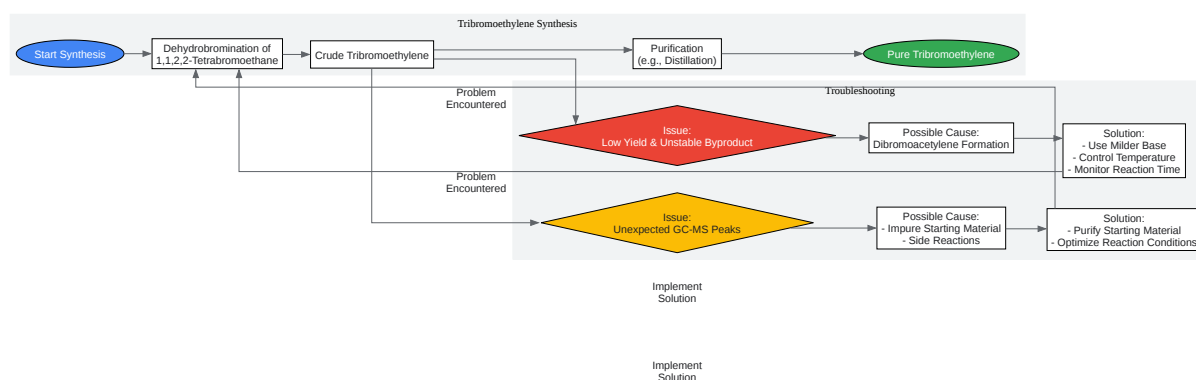 Tribromoethylene Synthesis
Start Synthesis
Dehydrobromination of
1,1,2,2-Tetrabromoethane
Crude Tribromoethylene
Purification
(e.g., Distillation)
Pure Tribromoethylene
Problem
Encountered
Troubleshooting
Issue:
Low Yield & Unstable Byproduct
Possible Cause:
Dibromoacetylene Formation
Solution:
- Use Milder Base
- Control Temperature
- Monitor Reaction Time
Problem
Encountered
Issue:
Unexpected GC-MS Peaks
Possible Cause:
- Impure Starting Material
- Side Reactions
Solution:
- Purify Starting Material
- Optimize Reaction Conditions
Implement
Solution
Implement
Solution